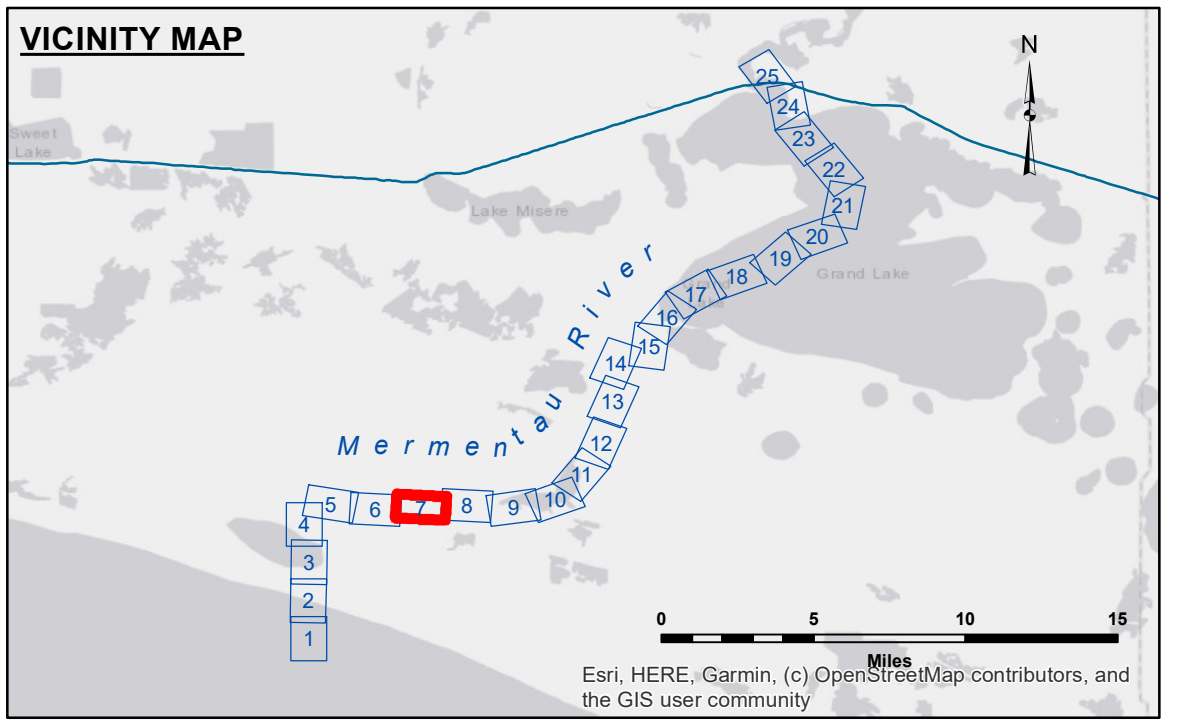 VICINITY MAP
N
25
24
23
22
21
20
19
18
17
16
15
14
13
12
11
10
9
8
7
6
5
4
3
2
1
Sweet
Lake
Lake Misere
Grand Lake
Grand
Lake
Mermentau River
0 5 10 15
Miles
Esri, HERE, Garmin, (c) OpenStreetMap contributors, and
the GIS user community